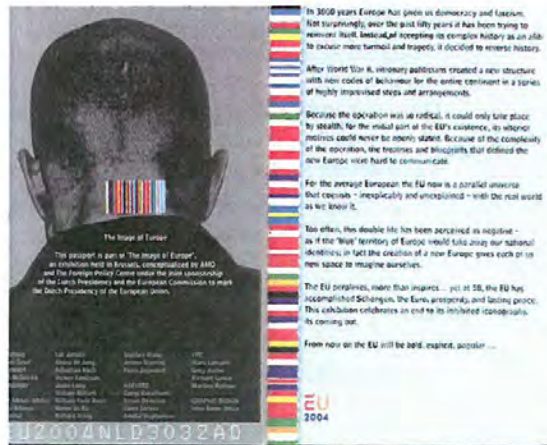 The Image of Europe
This passport is part of 'The Image of Europe',
an exhibition held in Brussels, conceptualized by AMO
and The Foreign Policy Centre under the joint sponsorship
of the Dutch Presidency and the European Commission to mark
the Dutch Presidency of the European Union.
EU2004NLD3032AD
In 3000 years Europe has given us democracy and fascism.
Not surprisingly, over the past fifty years it has been trying to
reinvent itself. Instead of accepting its complex history as an alibi
to excuse more turmoil and tragedy, it decided to reverse history.
After World War II, visionary politicians created a new structure
with new codes of behaviour for the entire continent in a series
of highly improvised steps and arrangements.
Because the operation was so radical, it could only take place
by stealth, for the initial part of the EU's existence, its ulterior
motives could never be openly stated. Because of the complexity
of the operation, the treaties and blueprints that defined the
new Europe were hard to communicate.
For the average European the EU now is a parallel universe
that coexists - inexplicably and unexplained - with the real world
as we know it.
Too often, this double life has been perceived as negative -
as if the 'blue' territory of Europe would take away our national
identities; in fact the creation of a new Europe gives each of us
new space to imagine ourselves.
The EU perplexes, more than inspires ... yet at 50, the EU has
accomplished Schengen, the Euro, prosperity, and lasting peace.
This exhibition celebrates an end to its inhibited iconography,
its coming out.
From now on the EU will be bold, explicit, popular ...
EU
2004